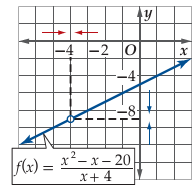 y
−4 −2 O x
−4
−8
f(x) = x² − x − 20 / x + 4